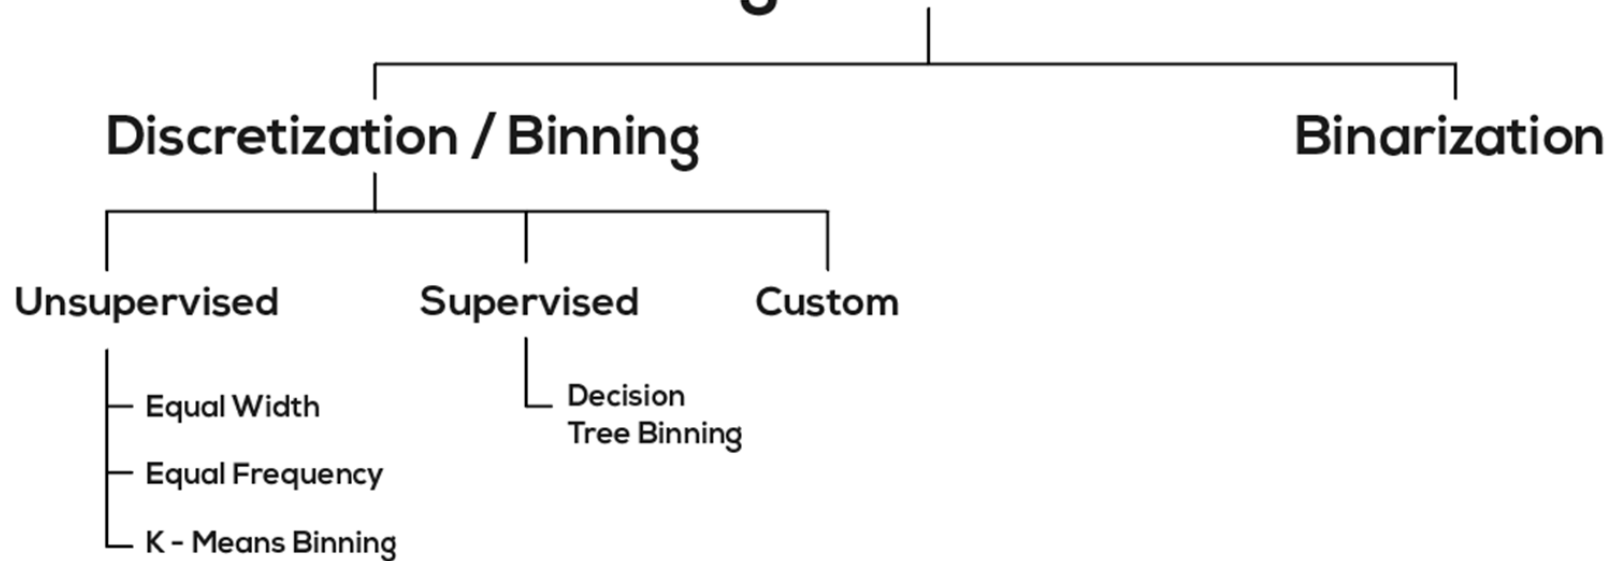 Discretization / Binning
Binarization
Unsupervised
Supervised
Custom
Equal Width
Equal Frequency
K - Means Binning
Decision
Tree Binning